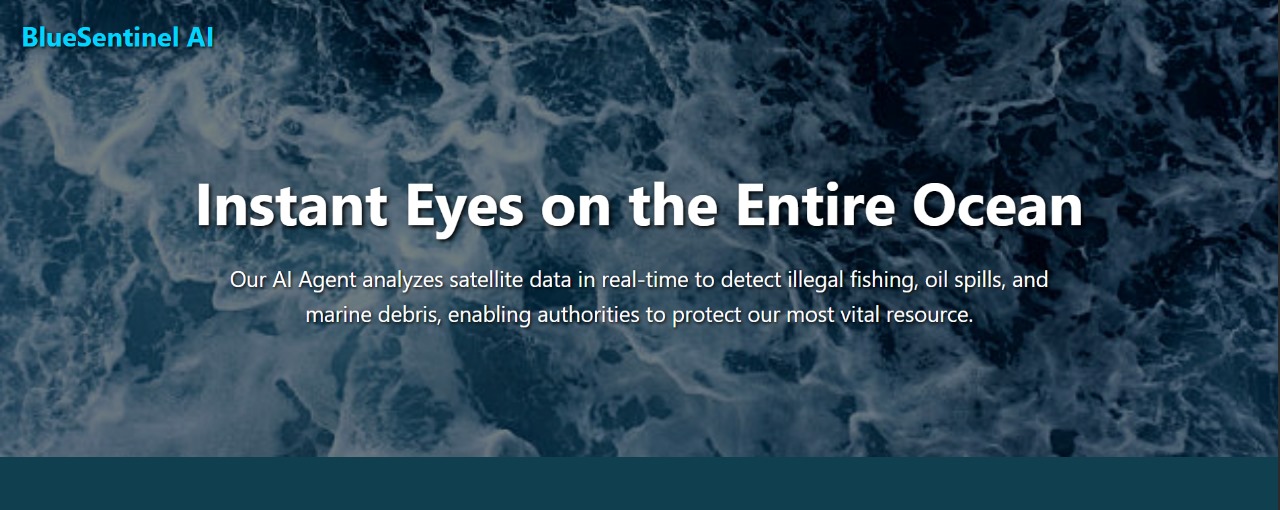 BlueSentinel AI
Instant Eyes on the Entire Ocean
Our AI Agent analyzes satellite data in real-time to detect illegal fishing, oil spills, and
marine debris, enabling authorities to protect our most vital resource.